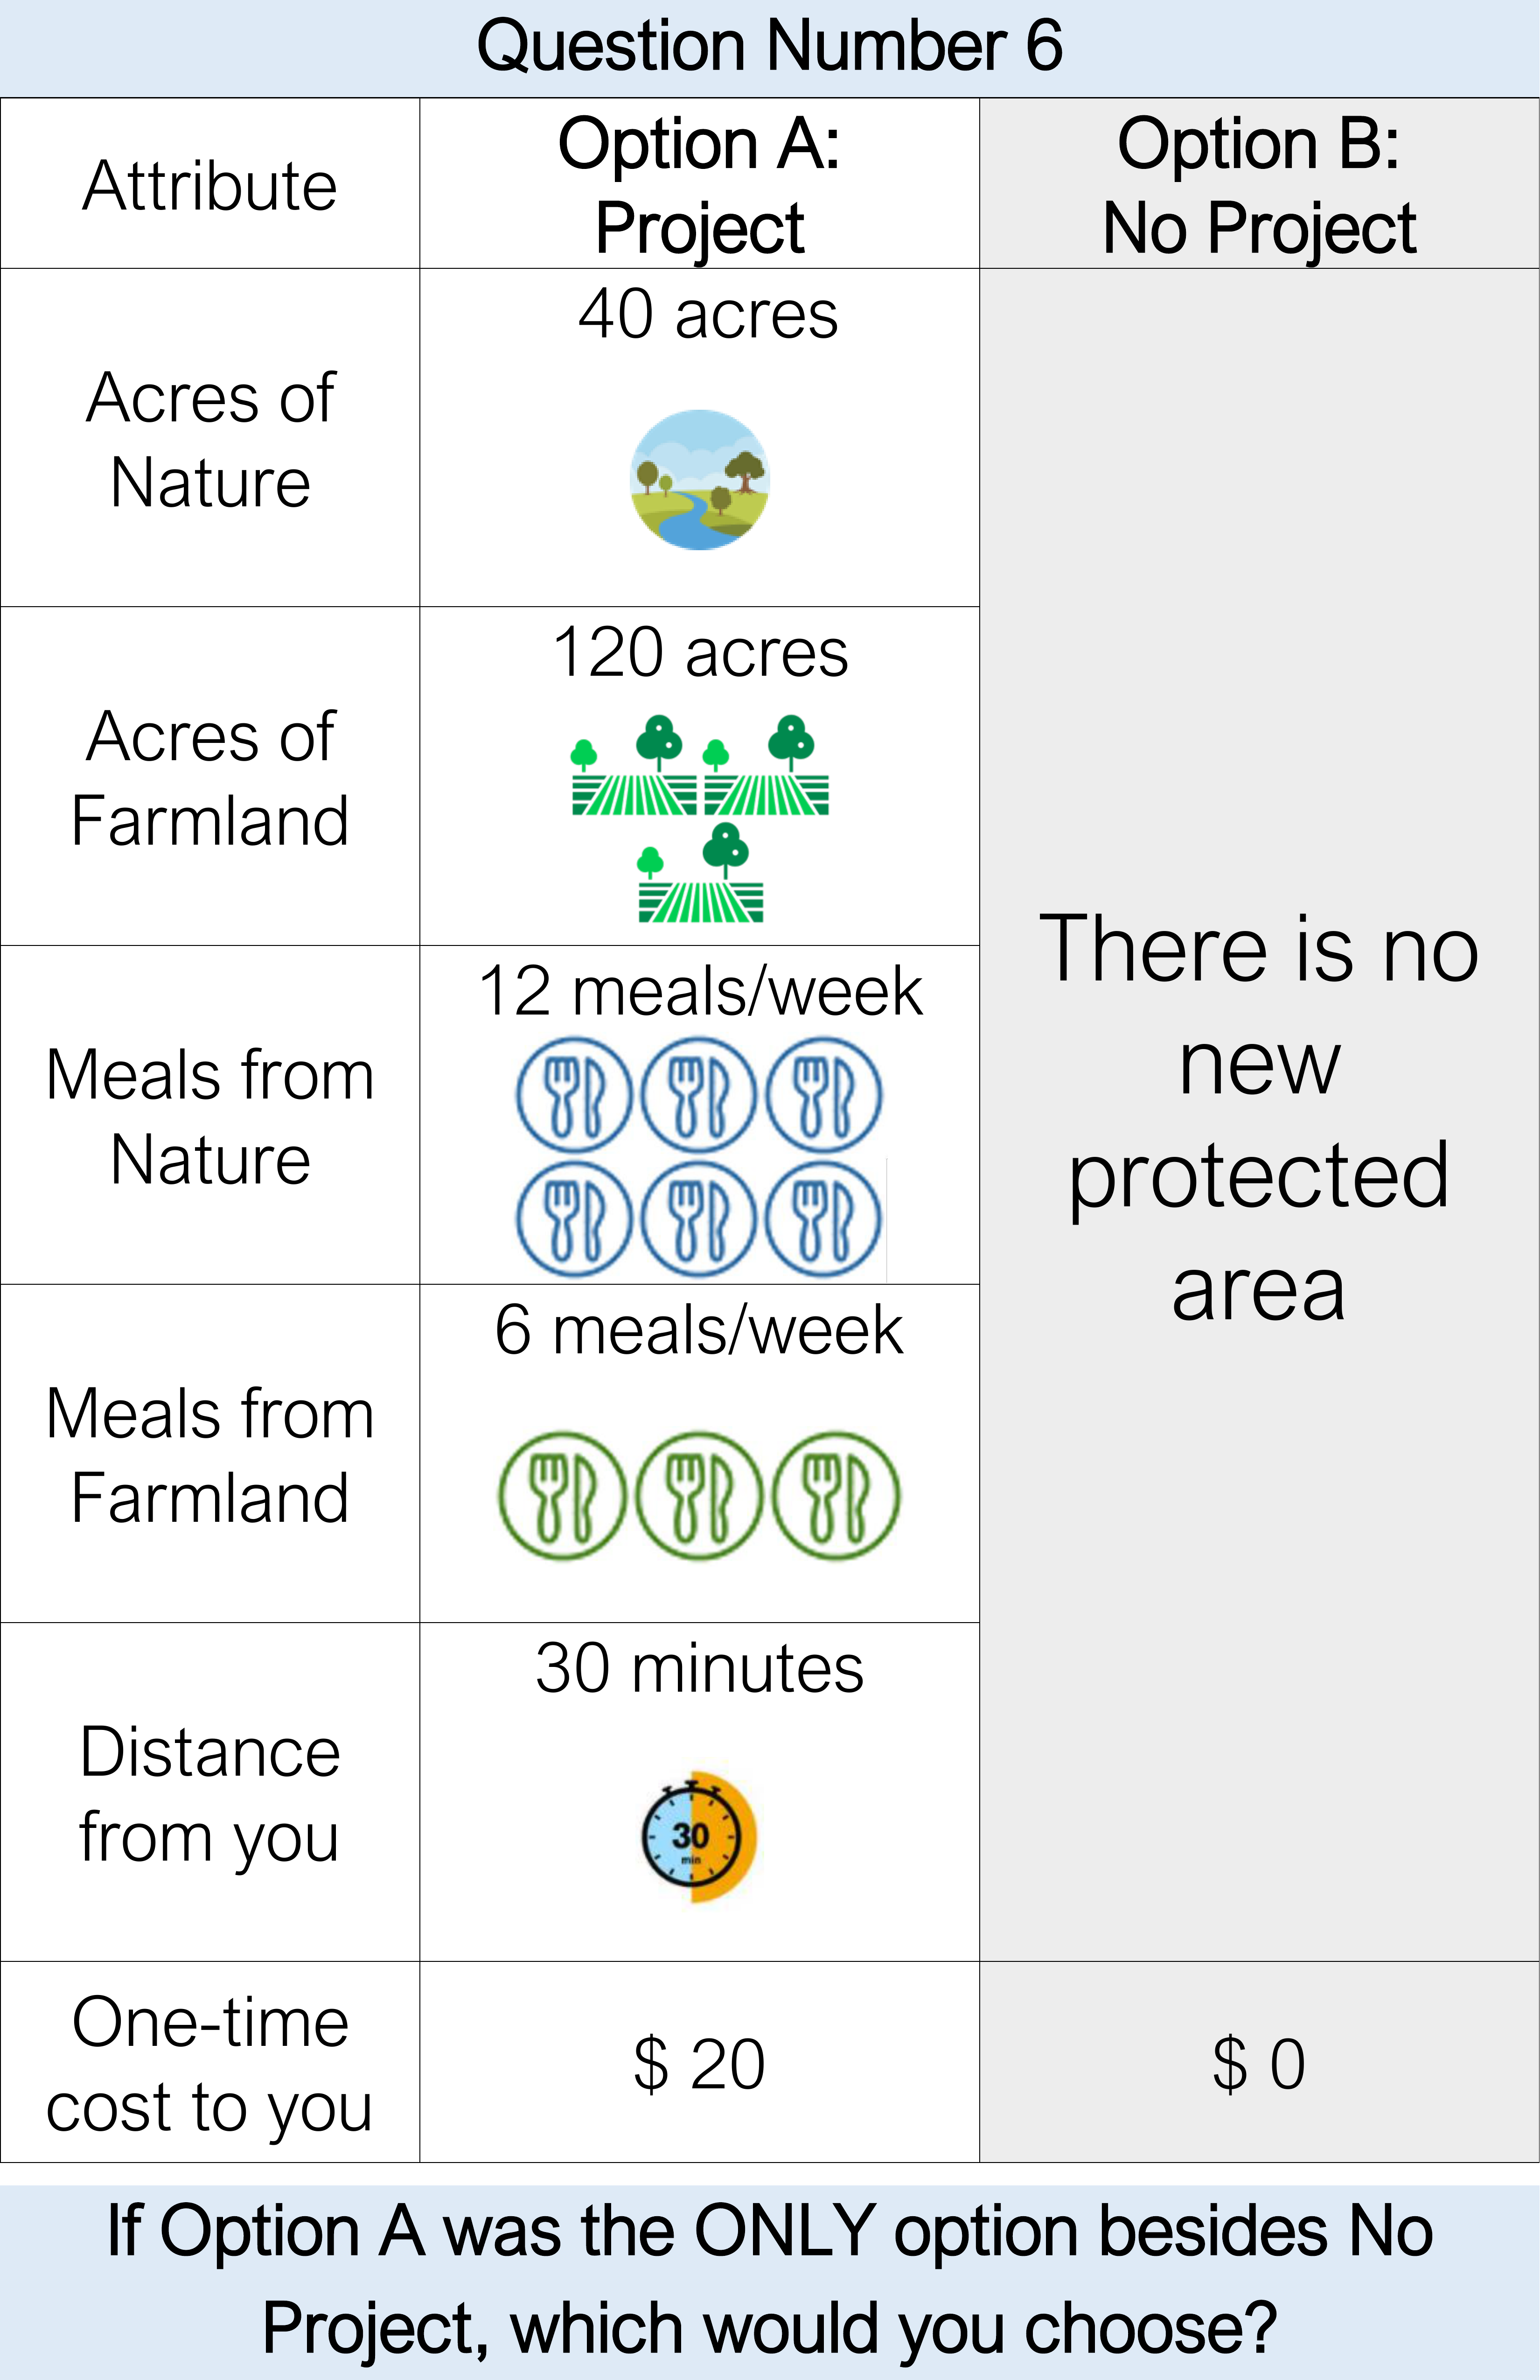 Question Number 6
Attribute
Option A:
Project
Option B:
No Project
Acres of
Nature
40 acres
Acres of
Farmland
120 acres
Meals from
Nature
12 meals/week
Meals from
Farmland
6 meals/week
Distance
from you
30 minutes
30
min
There is no
new
protected
area
One-time
cost to you
$ 20
$ 0
If Option A was the ONLY option besides No
Project, which would you choose?